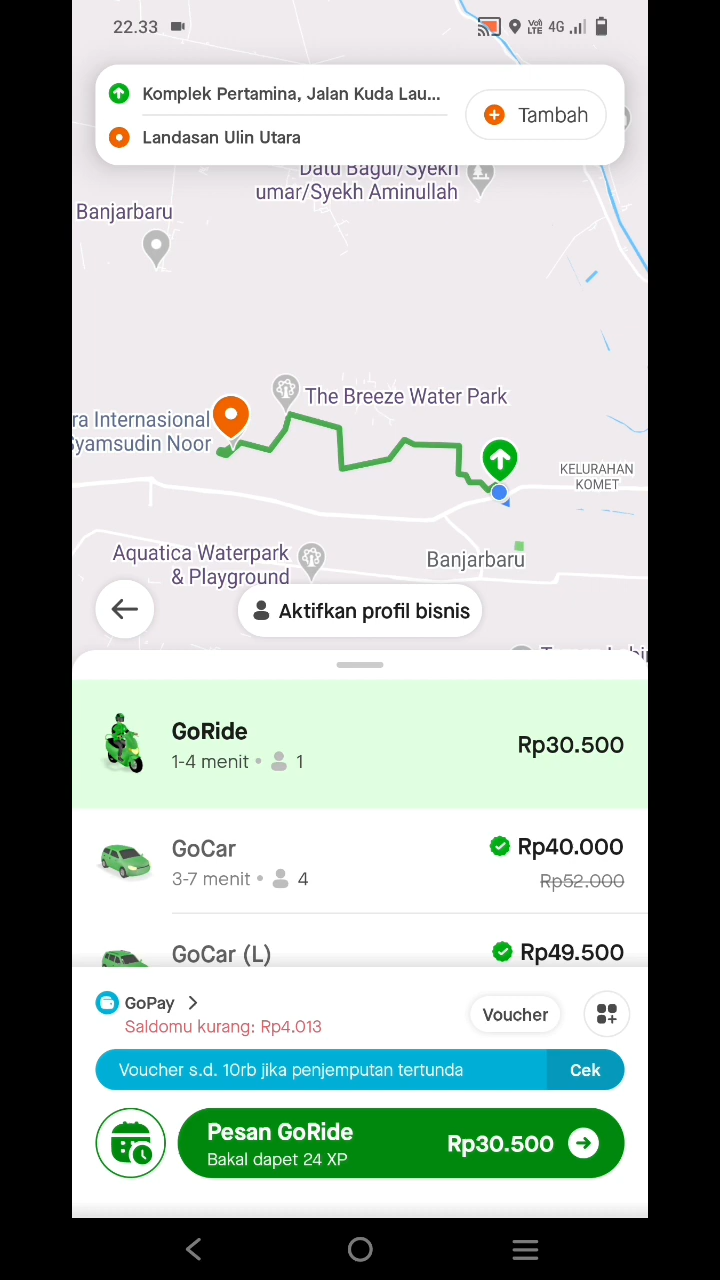 22.33
Vo)) LTE 4G
Komplek Pertamina, Jalan Kuda Lau...
Tambah
Landasan Ulin Utara
Datu Bagul/Syekh
umar/Syekh Aminullah
Banjarbaru
The Breeze Water Park
ra Internasional
Syamsudin Noor
KELURAHAN
KOMET
Aquatica Waterpark
& Playground
Banjarbaru
Aktifkan profil bisnis
GoRide
Rp30.500
1-4 menit • 1
GoCar
Rp40.000
3-7 menit • 4
Rp52.000
GoCar (L)
Rp49.500
GoPay
Saldomu kurang: Rp4.013
Voucher
Voucher s.d. 10rb jika penjemputan tertunda
Cek
Pesan GoRide
Rp30.500
Bakal dapet 24 XP